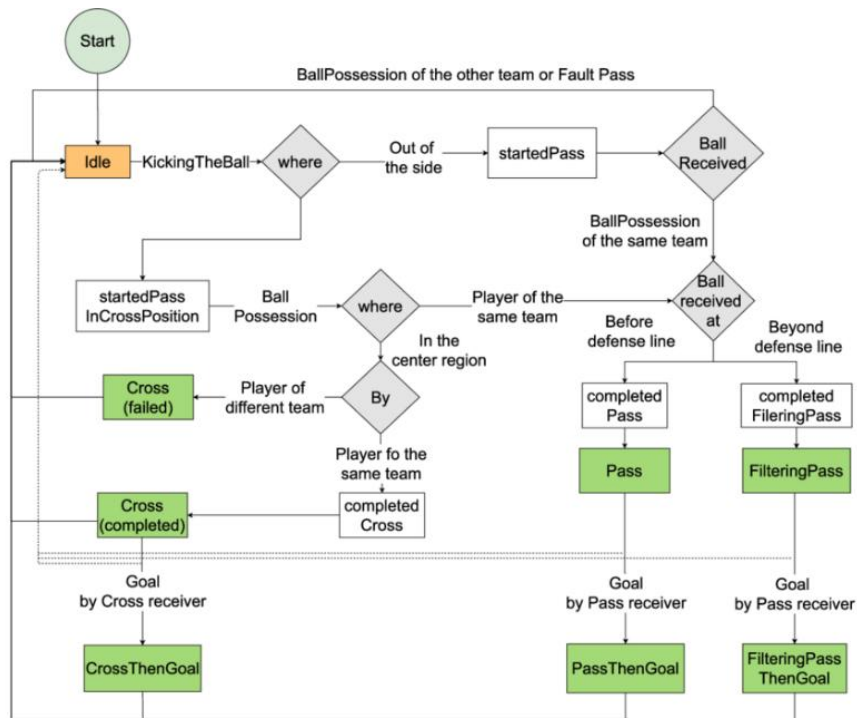 Start
BallPossession of the other team or Fault Pass
Idle
KickingTheBall
where
Out of
the side
startedPass
Ball
Received
BallPossession
of the same team
startedPass
InCrossPosition
Ball
Possession
where
Player of the
same team
Ball
received
at
In the
center region
Before
defense line
Beyond
defense line
Cross
(failed)
Player of
different team
By
completed
Pass
completed
FileringPass
Player fo the
same team
Pass
FilteringPass
Cross
(completed)
completed
Cross
Goal
by Cross receiver
Goal
by Pass receiver
Goal
by Pass receiver
CrossThenGoal
PassThenGoal
FilteringPass
ThenGoal